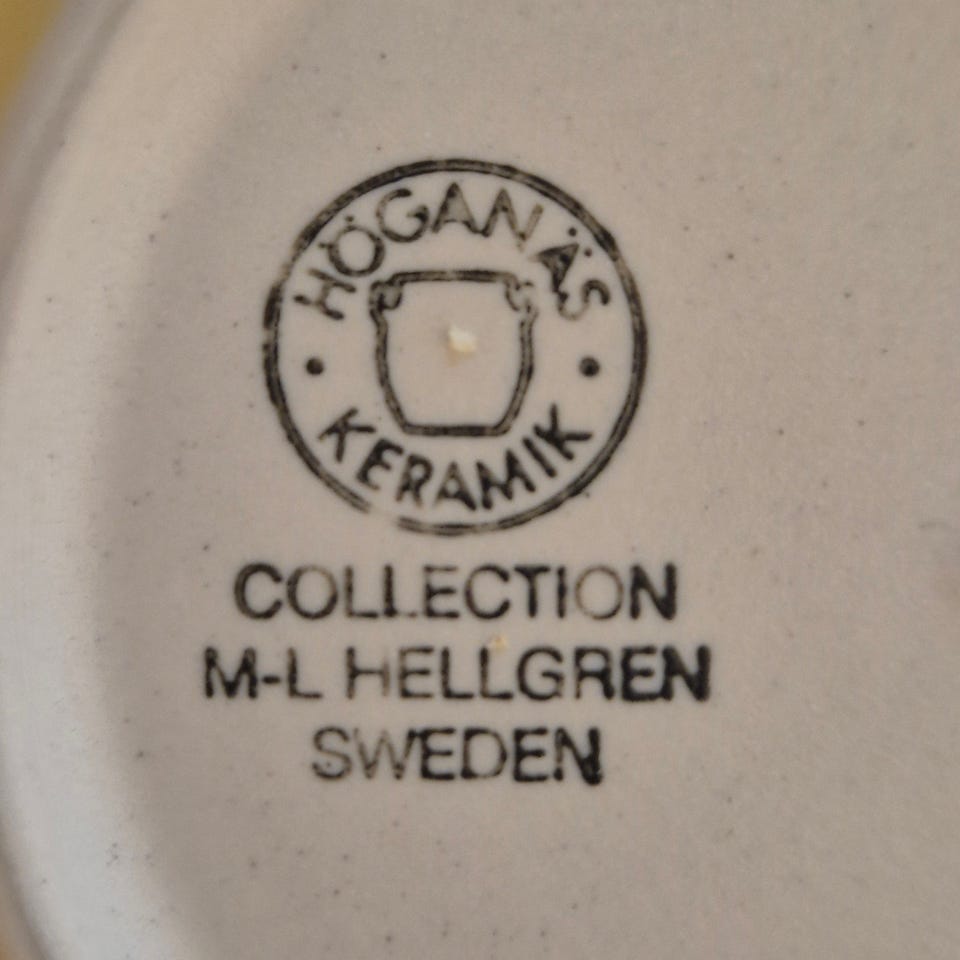 HÖGANÄS
KERAMIK
COLLECTION
M-L HELLGREN
SWEDEN